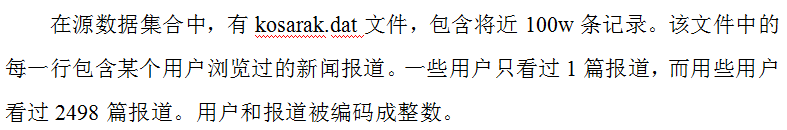 在源数据集合中，有 kosarak.dat 文件，包含将近 100w 条记录。该文件中的
每一行包含某个用户浏览过的新闻报道。一些用户只看过 1 篇报道，而用些用户
看过 2498 篇报道。用户和报道被编码成整数。